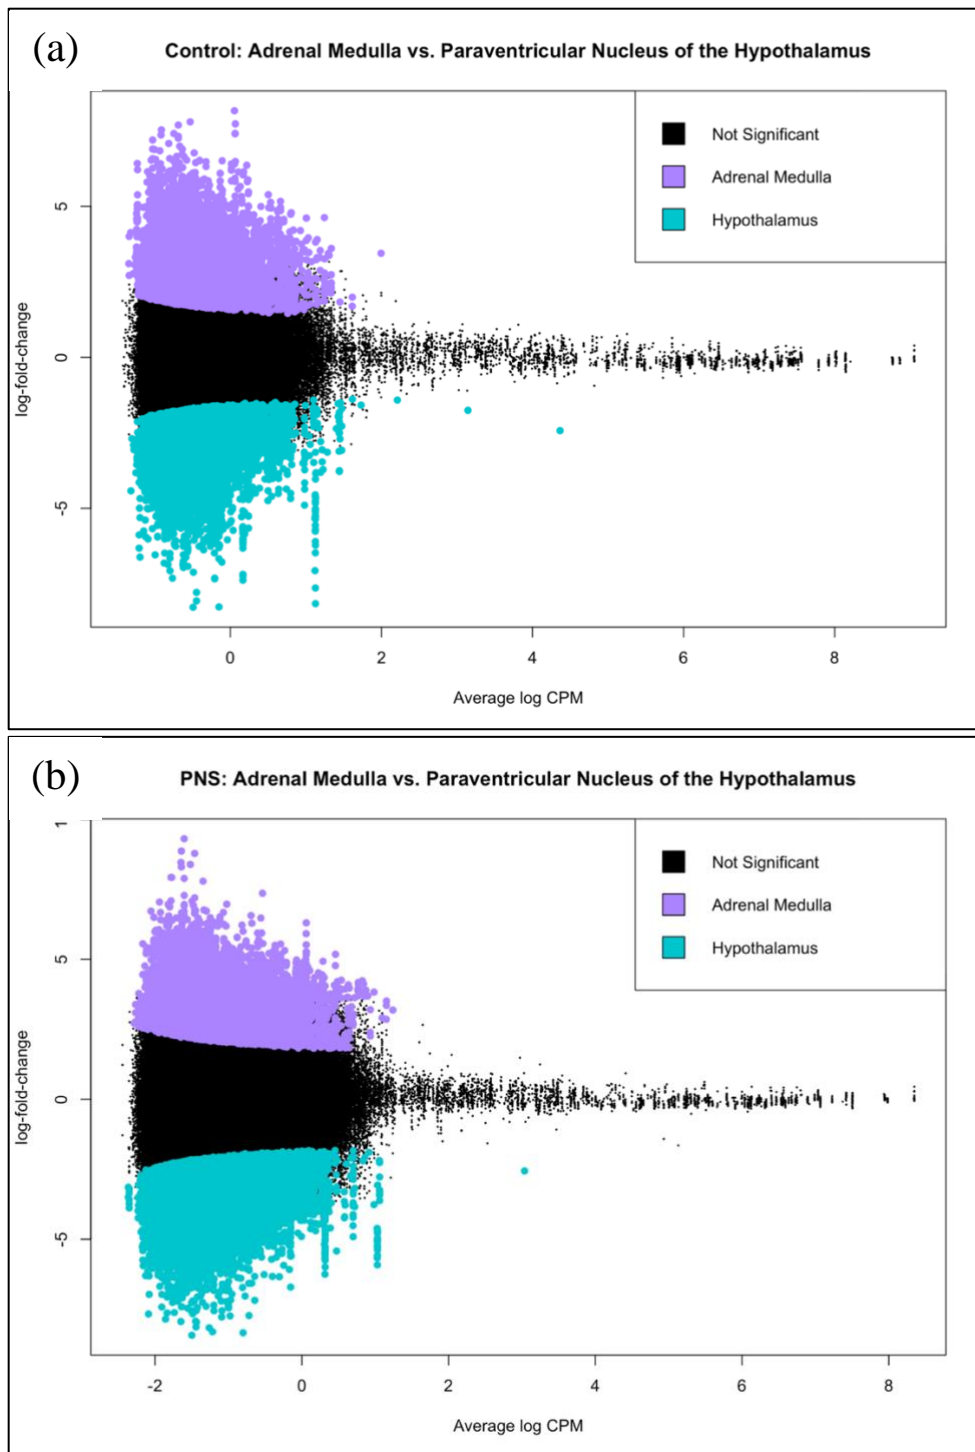 (a)
Control: Adrenal Medulla vs. Paraventricular Nucleus of the Hypothalamus
Not Significant
Adrenal Medulla
Hypothalamus
5
0
-5
log-fold-change
0 2 4 6 8
Average log CPM
(b)
PNS: Adrenal Medulla vs. Paraventricular Nucleus of the Hypothalamus
Not Significant
Adrenal Medulla
Hypothalamus
1
5
0
-5
log-fold-change
-2 0 2 4 6 8
Average log CPM